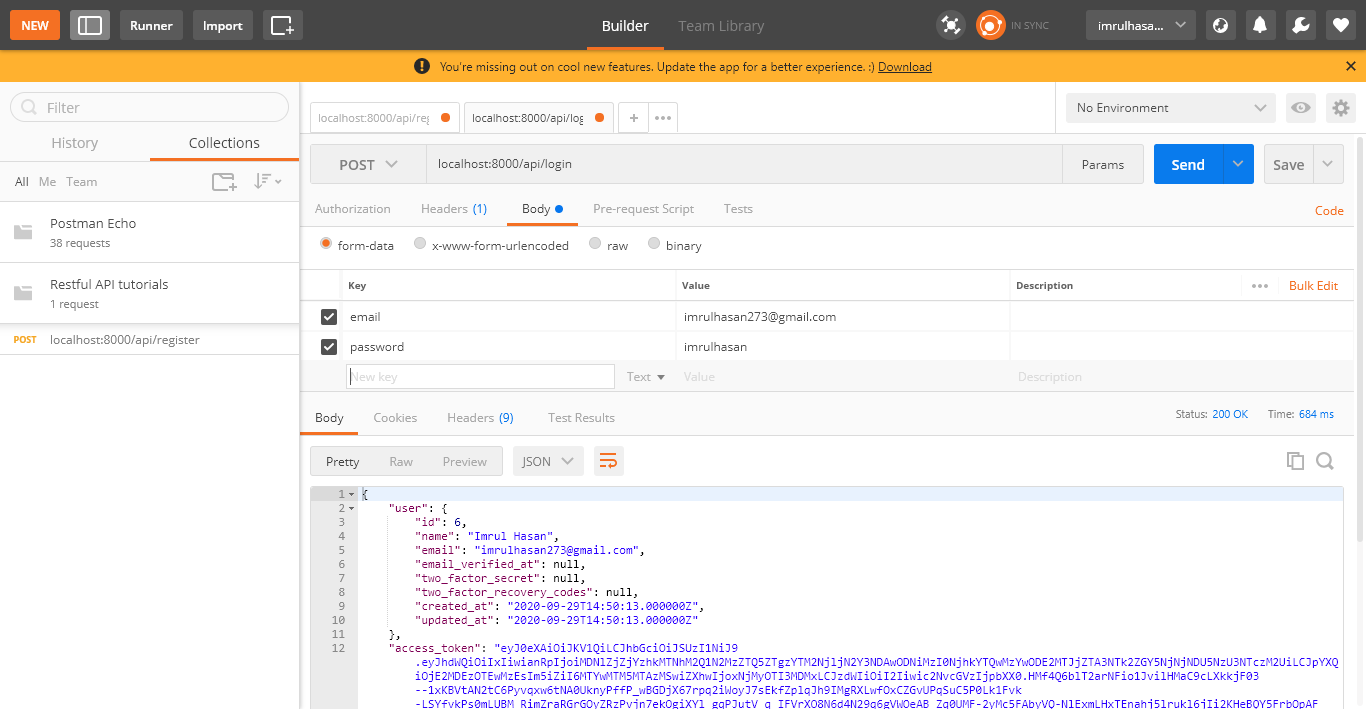 NEW Runner Import Builder Team Library IN SYNC imrulhasa...
You're missing out on cool new features. Update the app for a better experience. :) Download
Filter
History Collections
All Me Team
Postman Echo
38 requests
Restful API tutorials
1 request
POST localhost:8000/api/register
localhost:8000/api/reg localhost:8000/api/log + ••• No Environment
POST localhost:8000/api/login Params Send Save
Authorization Headers (1) Body Pre-request Script Tests Code
form-data x-www-form-urlencoded raw binary
Key Value Description ••• Bulk Edit
email imrulhasan273@gmail.com
password imrulhasan
New key Text Value Description
Body Cookies Headers (9) Test Results Status: 200 OK Time: 684 ms
Pretty Raw Preview JSON
1 {
2 "user": {
3 "id": 6,
4 "name": "Imrul Hasan",
5 "email": "imrulhasan273@gmail.com",
6 "email_verified_at": null,
7 "two_factor_secret": null,
8 "two_factor_recovery_codes": null,
9 "created_at": "2020-09-29T14:50:13.000000Z",
10 "updated_at": "2020-09-29T14:50:13.000000Z"
11 },
12 "access_token": "eyJ0eXAiOiJKV1QiLCJhbGciOiJSUzI1NiJ9